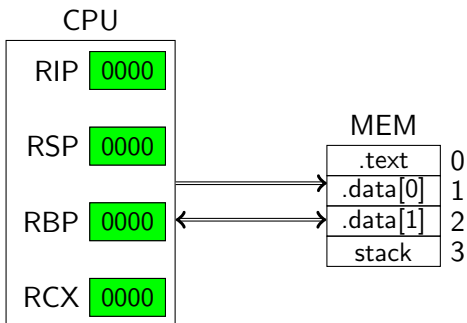 CPU
RIP 0000
RSP 0000
RBP 0000
RCX 0000
MEM
.text 0
.data[0] 1
.data[1] 2
stack 3